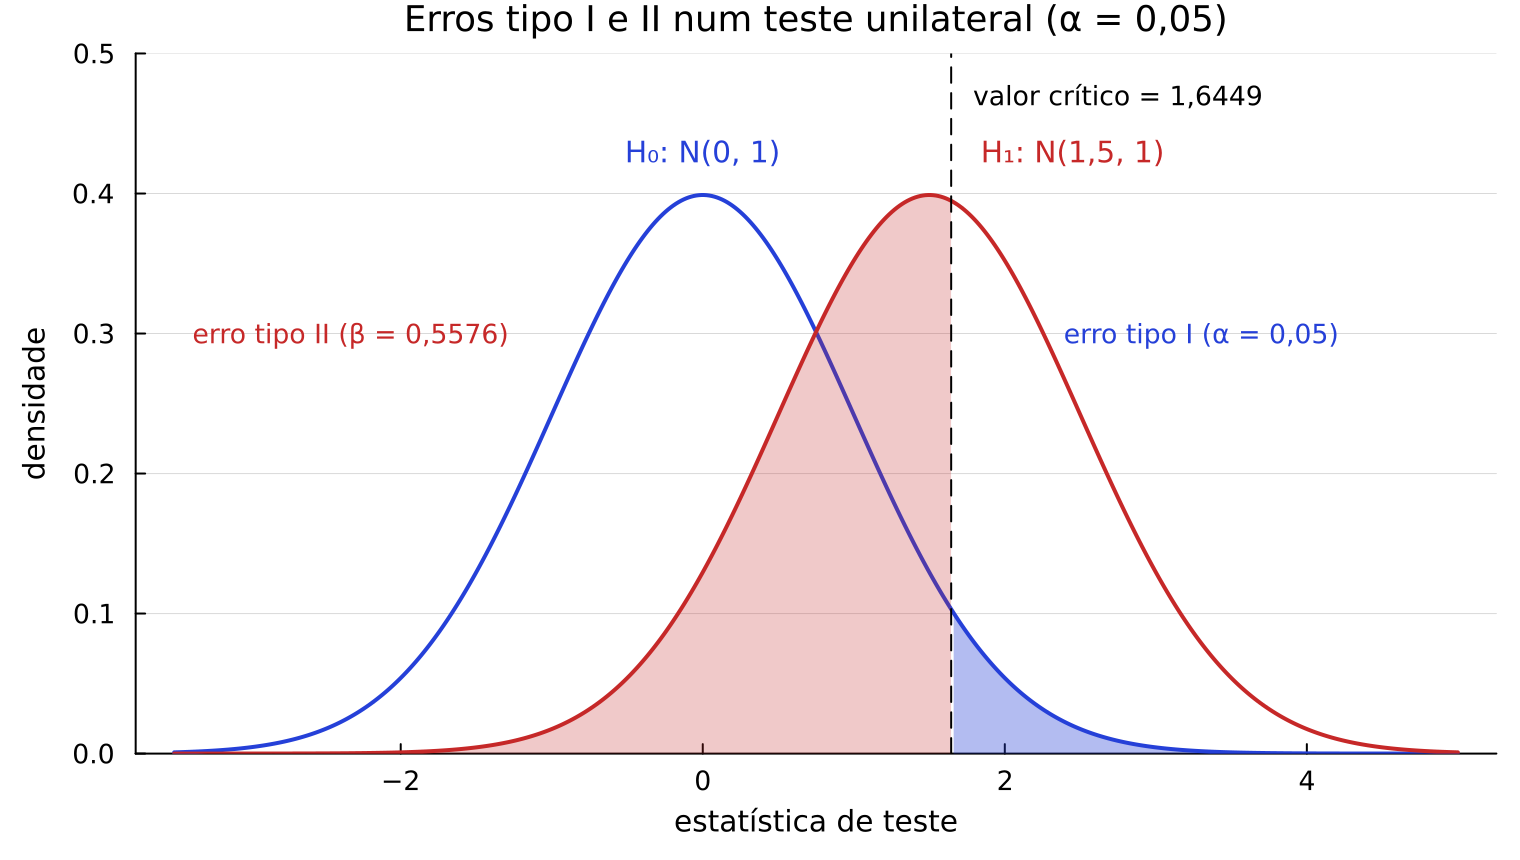 Erros tipo I e II num teste unilateral (α = 0,05)
0.5
valor crítico = 1,6449
H₀: N(0, 1)
H₁: N(1,5, 1)
0.4
0.3
erro tipo II (β = 0,5576)
erro tipo I (α = 0,05)
densidade
0.2
0.1
0.0
−2
0
2
4
estatística de teste